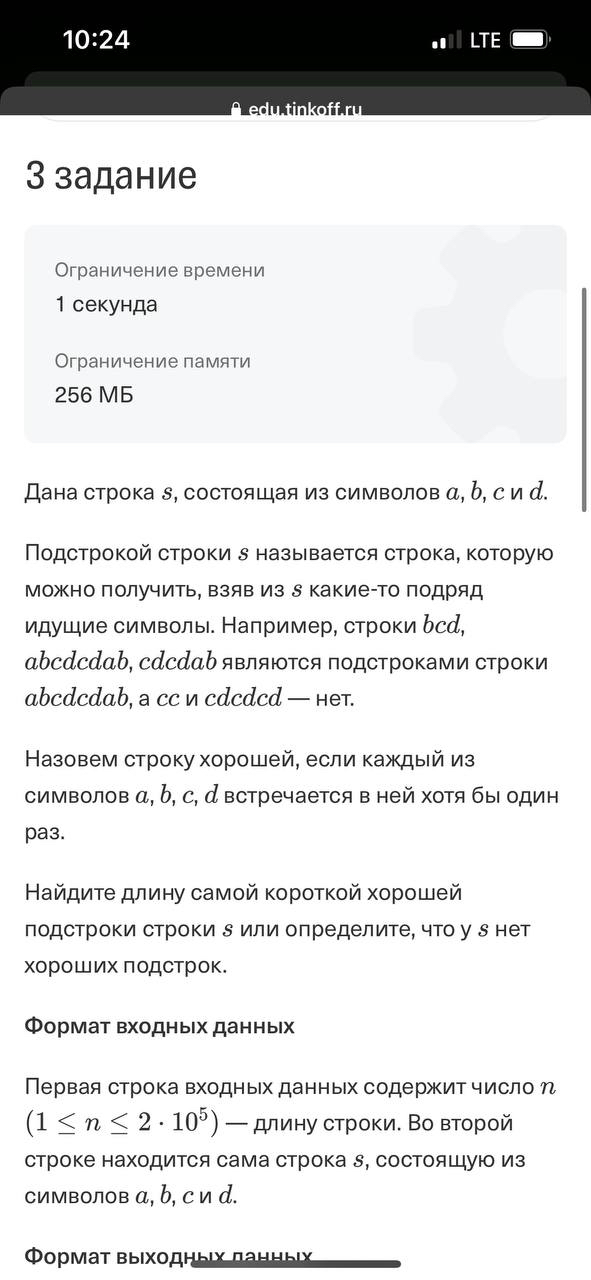 10:24
LTE
edu.tinkoff.ru
3 задание
Ограничение времени
1 секунда
Ограничение памяти
256 МБ
Дана строка s, состоящая из символов a, b, c и d.
Подстрокой строки s называется строка, которую
можно получить, взяв из s какие-то подряд
идущие символы. Например, строки bcd,
abcdcdab, cdcdab являются подстроками строки
abcdcdab, а cc и cdcdcd — нет.
Назовем строку хорошей, если каждый из
символов a, b, c, d встречается в ней хотя бы один
раз.
Найдите длину самой короткой хорошей
подстроки строки s или определите, что у s нет
хороших подстрок.
Формат входных данных
Первая строка входных данных содержит число n
(1 ≤ n ≤ 2 · 10⁵) — длину строки. Во второй
строке находится сама строка s, состоящую из
символов a, b, c и d.
Формат выходных данных